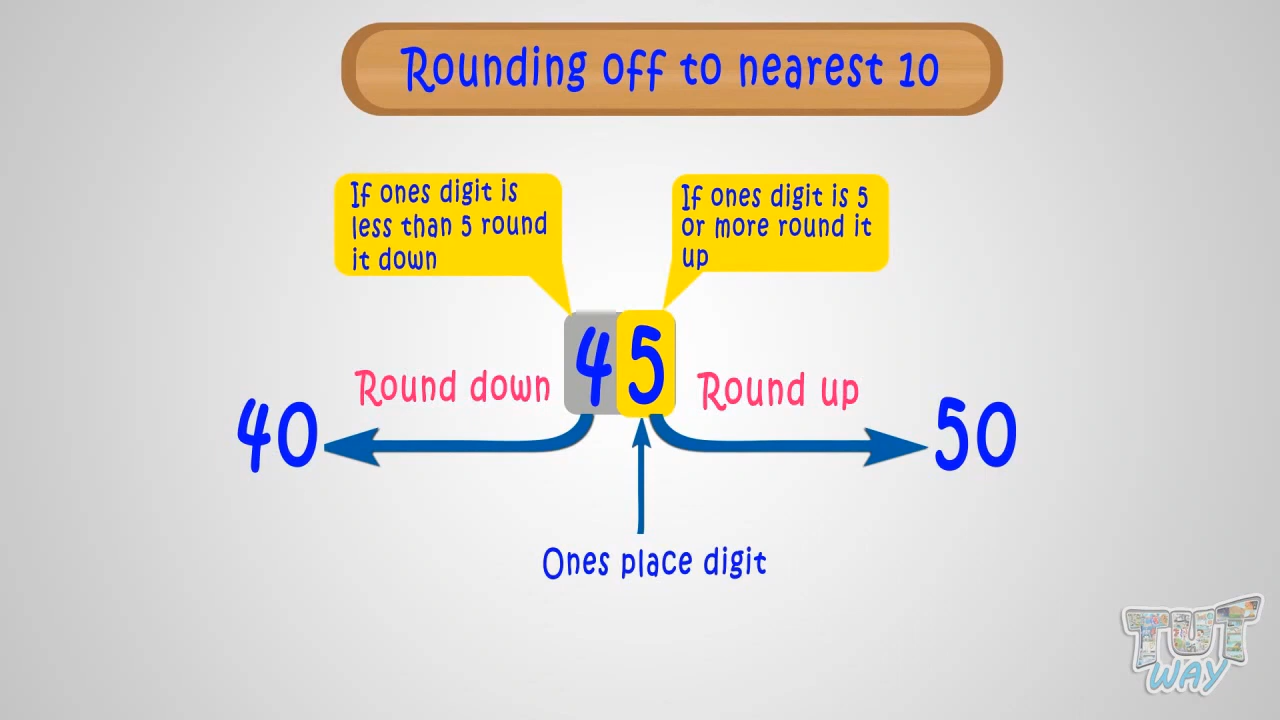 Rounding off to nearest 10
If ones digit is
less than 5 round
it down
If ones digit is 5
or more round it
up
45
Round down
Round up
40
50
Ones place digit
TUT
WAY